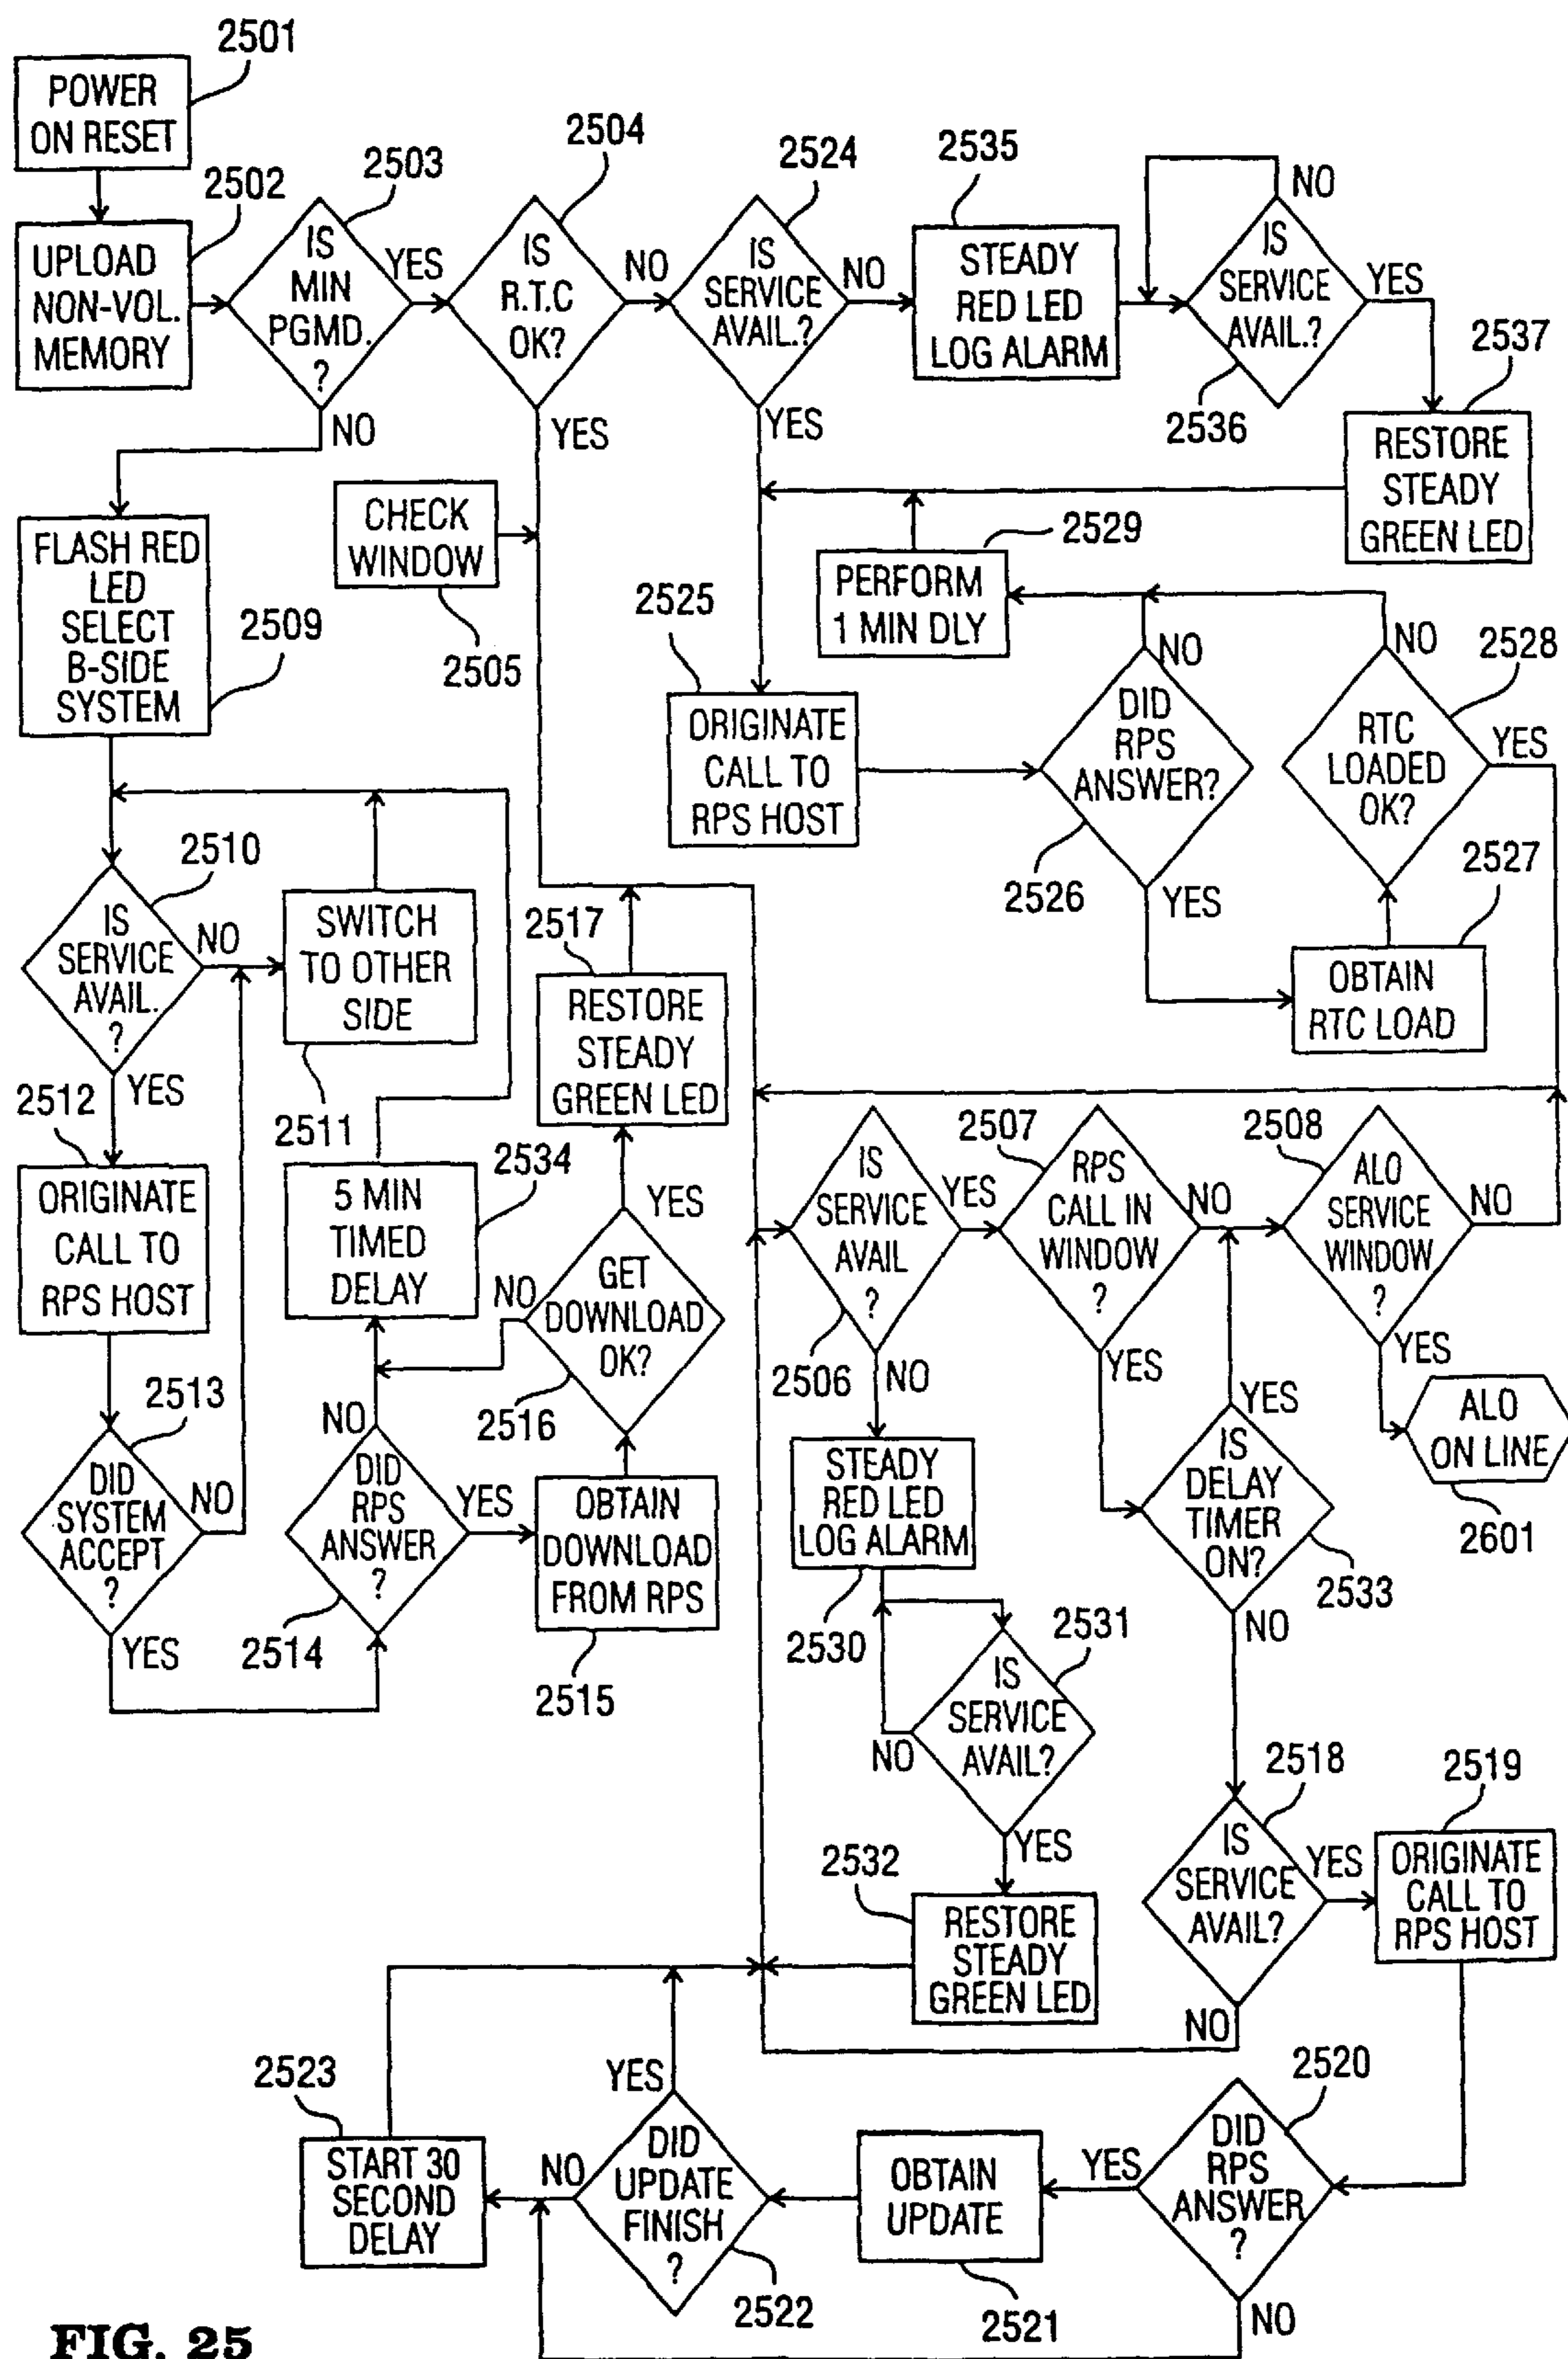 2501
POWER
ON RESET
2502
UPLOAD
NON-VOL.
MEMORY
2503
IS
MIN
PGMD.
?
YES
NO
2504
IS
R.T.C
OK?
NO
YES
2524
IS
SERVICE
AVAIL.?
NO
YES
2535
STEADY
RED LED
LOG ALARM
NO
IS
SERVICE
AVAIL.?
YES
2536
2537
RESTORE
STEADY
GREEN LED
CHECK
WINDOW
2505
FLASH RED
LED
SELECT
B-SIDE
SYSTEM
2509
2529
PERFORM
1 MIN DLY
2525
ORIGINATE
CALL TO
RPS HOST
NO
DID
RPS
ANSWER?
2526
YES
NO
2528
RTC
LOADED
OK?
YES
2527
OBTAIN
RTC LOAD
2510
IS
SERVICE
AVAIL.
?
NO
YES
SWITCH
TO OTHER
SIDE
2511
2517
RESTORE
STEADY
GREEN LED
2512
ORIGINATE
CALL TO
RPS HOST
2534
5 MIN
TIMED
DELAY
YES
GET
DOWNLOAD
OK?
NO
2516
2513
DID
SYSTEM
ACCEPT
?
NO
YES
NO
DID
RPS
ANSWER
?
YES
2514
OBTAIN
DOWNLOAD
FROM RPS
2515
IS
SERVICE
AVAIL
?
YES
2506
NO
2507
RPS
CALL IN
WINDOW
?
NO
YES
2508
ALO
SERVICE
WINDOW
?
NO
YES
ALO
ON LINE
2601
STEADY
RED LED
LOG ALARM
2530
2531
IS
SERVICE
AVAIL?
NO
YES
2532
RESTORE
STEADY
GREEN LED
YES
IS
DELAY
TIMER
ON?
2533
NO
2518
IS
SERVICE
AVAIL?
YES
NO
2519
ORIGINATE
CALL TO
RPS HOST
2520
DID
RPS
ANSWER
?
YES
NO
OBTAIN
UPDATE
2521
YES
DID
UPDATE
FINISH
?
NO
2522
2523
START 30
SECOND
DELAY
FIG. 25